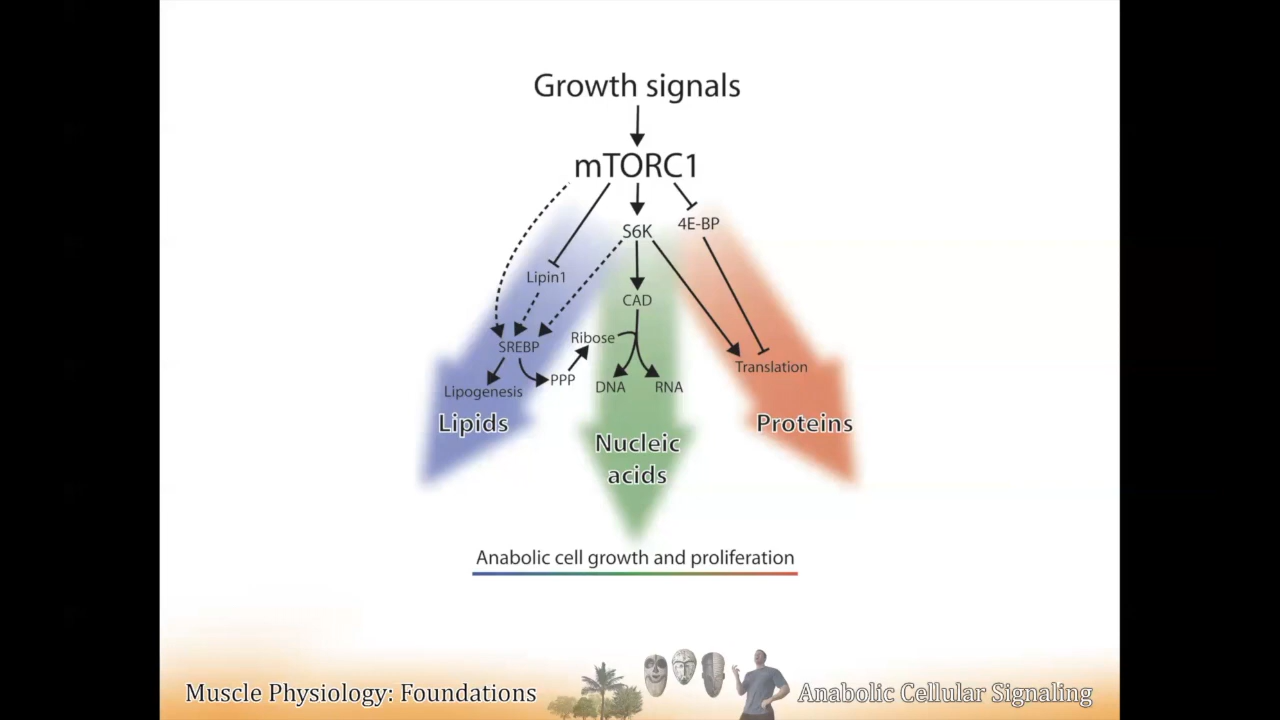 Growth signals
mTORC1
4E-BP
S6K
Lipin1
CAD
Ribose
SREBP
Translation
PPP
DNA
RNA
Lipogenesis
Lipids
Proteins
Nucleic
acids
Anabolic cell growth and proliferation
Muscle Physiology: Foundations
Anabolic Cellular Signaling